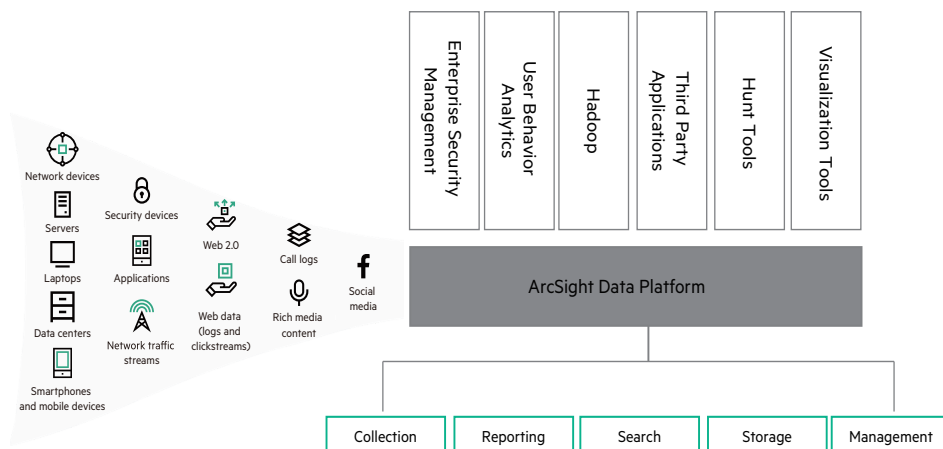 Enterprise Security
Management
User Behavior
Analytics
Hadoop
Third Party
Applications
Hunt Tools
Visualization Tools
Network devices
Servers
Laptops
Data centers
Smartphones
and mobile devices
Security devices
Applications
Network traffic
streams
Web 2.0
Web data
(logs and
clickstreams)
Call logs
Rich media
content
Social
media
ArcSight Data Platform
Collection
Reporting
Search
Storage
Management